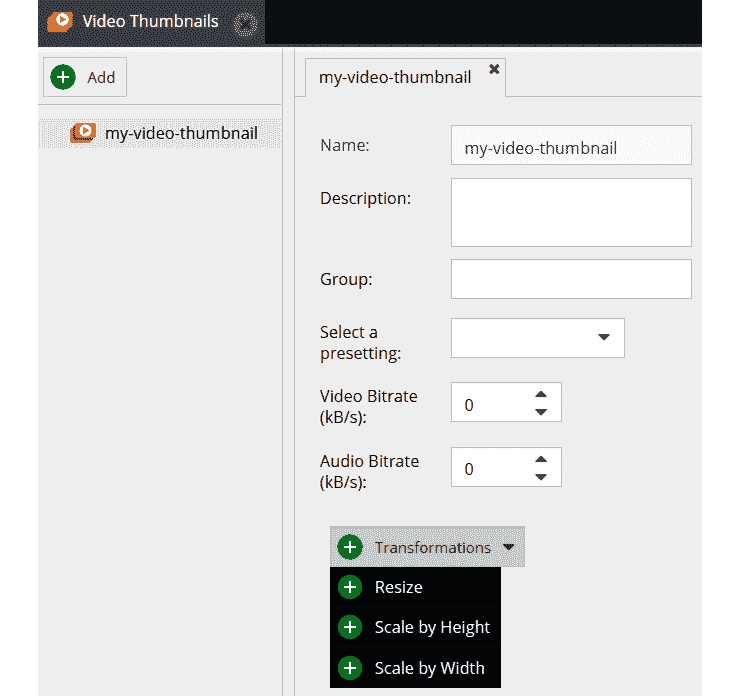 Video Thumbnails
Add
my-video-thumbnail
my-video-thumbnail
Name:
my-video-thumbnail
Description:
Group:
Select a
presetting:
Video Bitrate
(kB/s):
0
Audio Bitrate
(kB/s):
0
Transformations
Resize
Scale by Height
Scale by Width